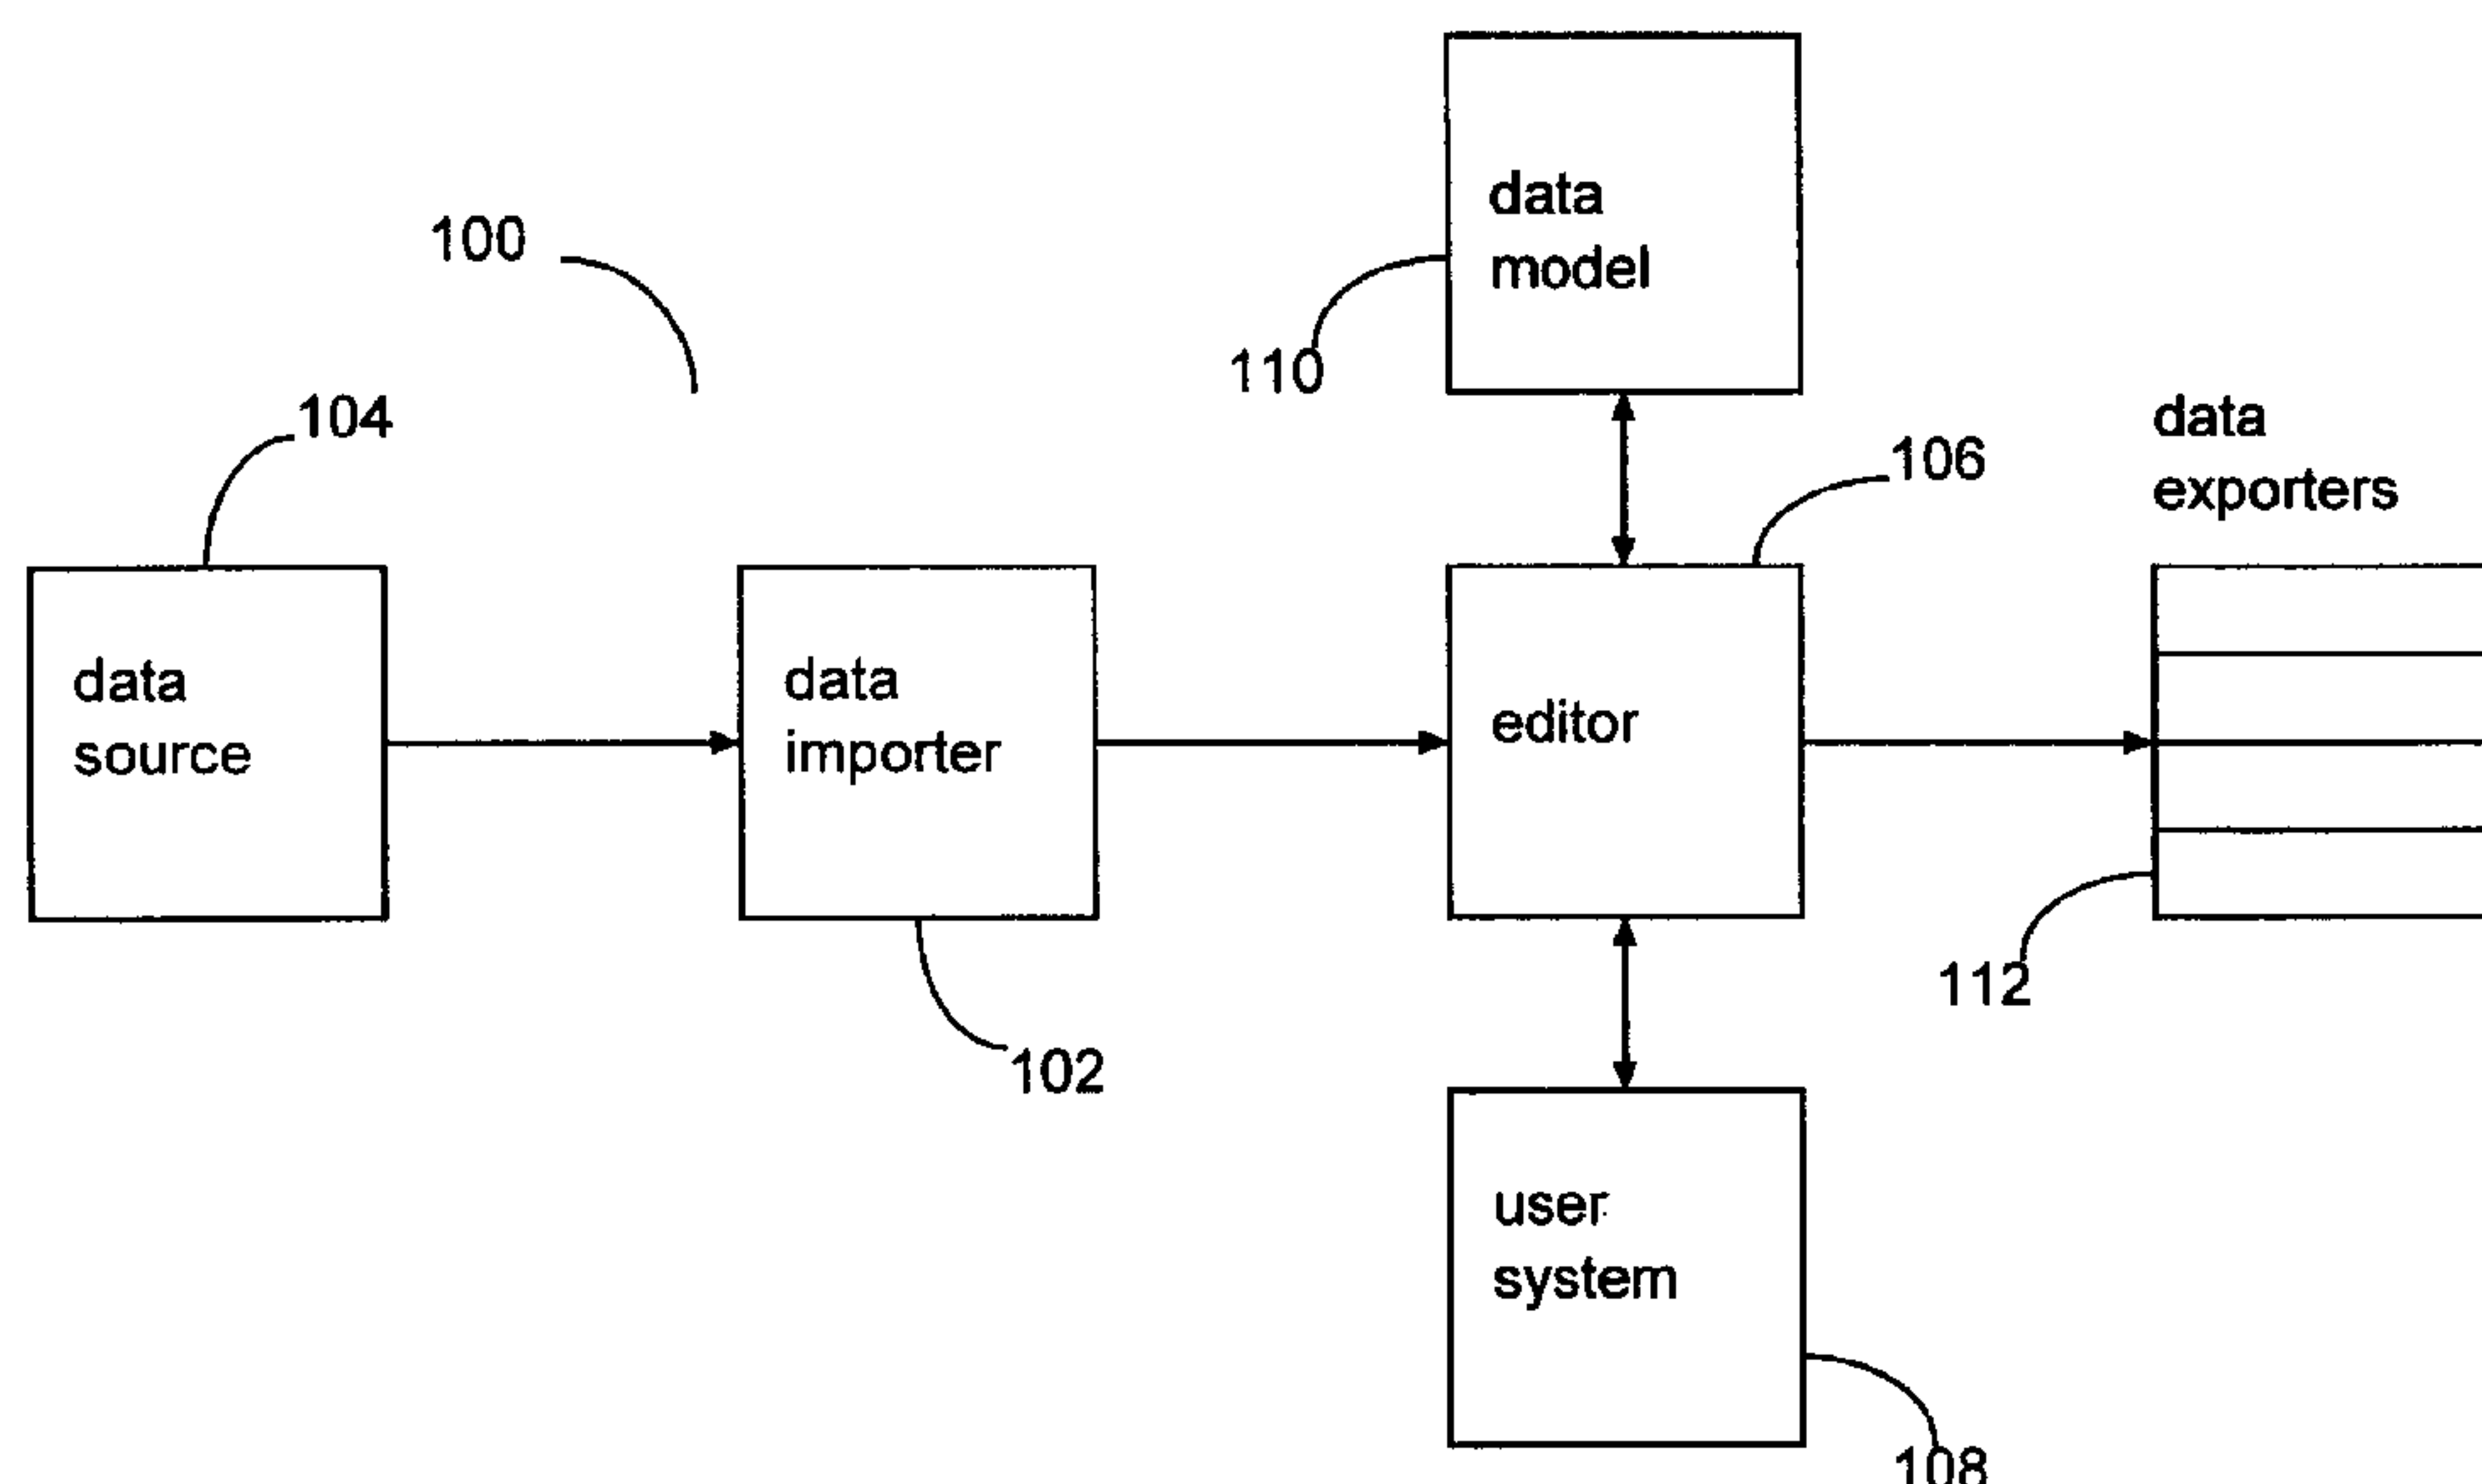 data
model
100
110
104
data
exporters
106
data
source
data
importer
editor
112
102
user
system
108